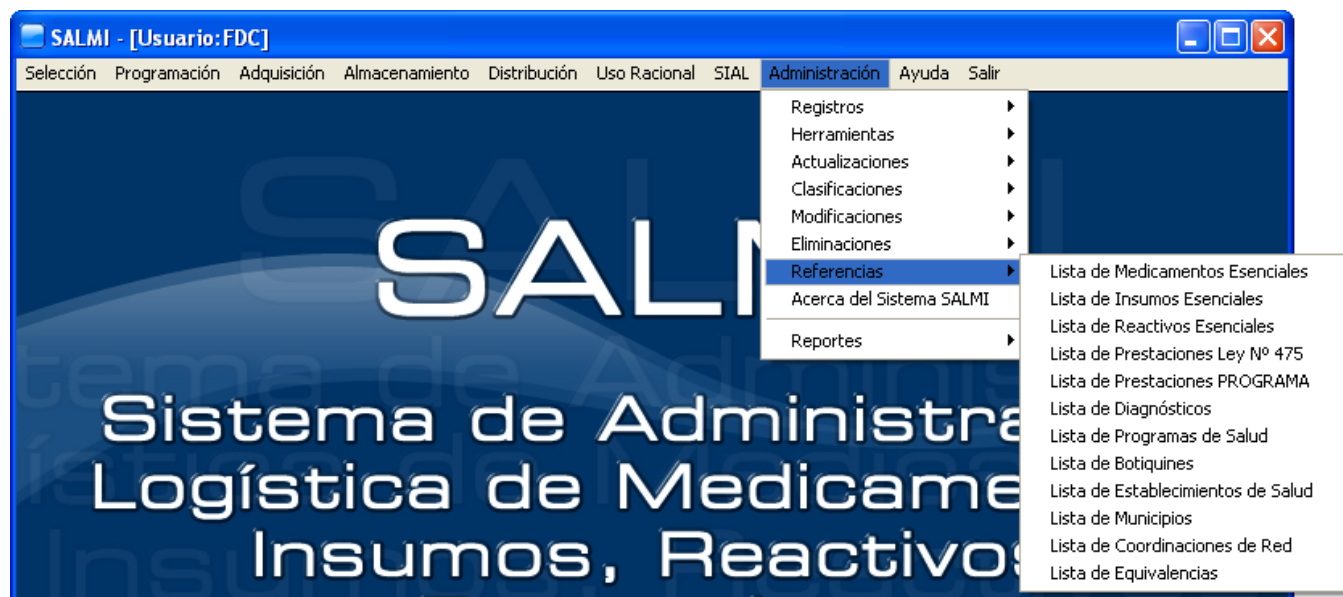 SALMI - [Usuario:FDC]
Selección Programación Adquisición Almacenamiento Distribución Uso Racional SIAL Administración Ayuda Salir
Registros
Herramientas
Actualizaciones
Clasificaciones
Modificaciones
Eliminaciones
Referencias
Acerca del Sistema SALMI
Reportes
Lista de Medicamentos Esenciales
Lista de Insumos Esenciales
Lista de Reactivos Esenciales
Lista de Prestaciones Ley Nº 475
Lista de Prestaciones PROGRAMA
Lista de Diagnósticos
Lista de Programas de Salud
Lista de Botiquines
Lista de Establecimientos de Salud
Lista de Municipios
Lista de Coordinaciones de Red
Lista de Equivalencias
SAL
Sistema de Administra
Logística de Medicame
Insumos, Reactivos